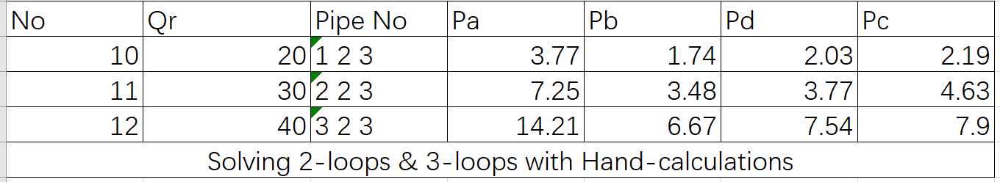 No Qr Pipe No Pa Pb Pd Pc
10 20 1 2 3 3.77 1.74 2.03 2.19
11 30 2 2 3 7.25 3.48 3.77 4.63
12 40 3 2 3 14.21 6.67 7.54 7.9
Solving 2-loops & 3-loops with Hand-calculations